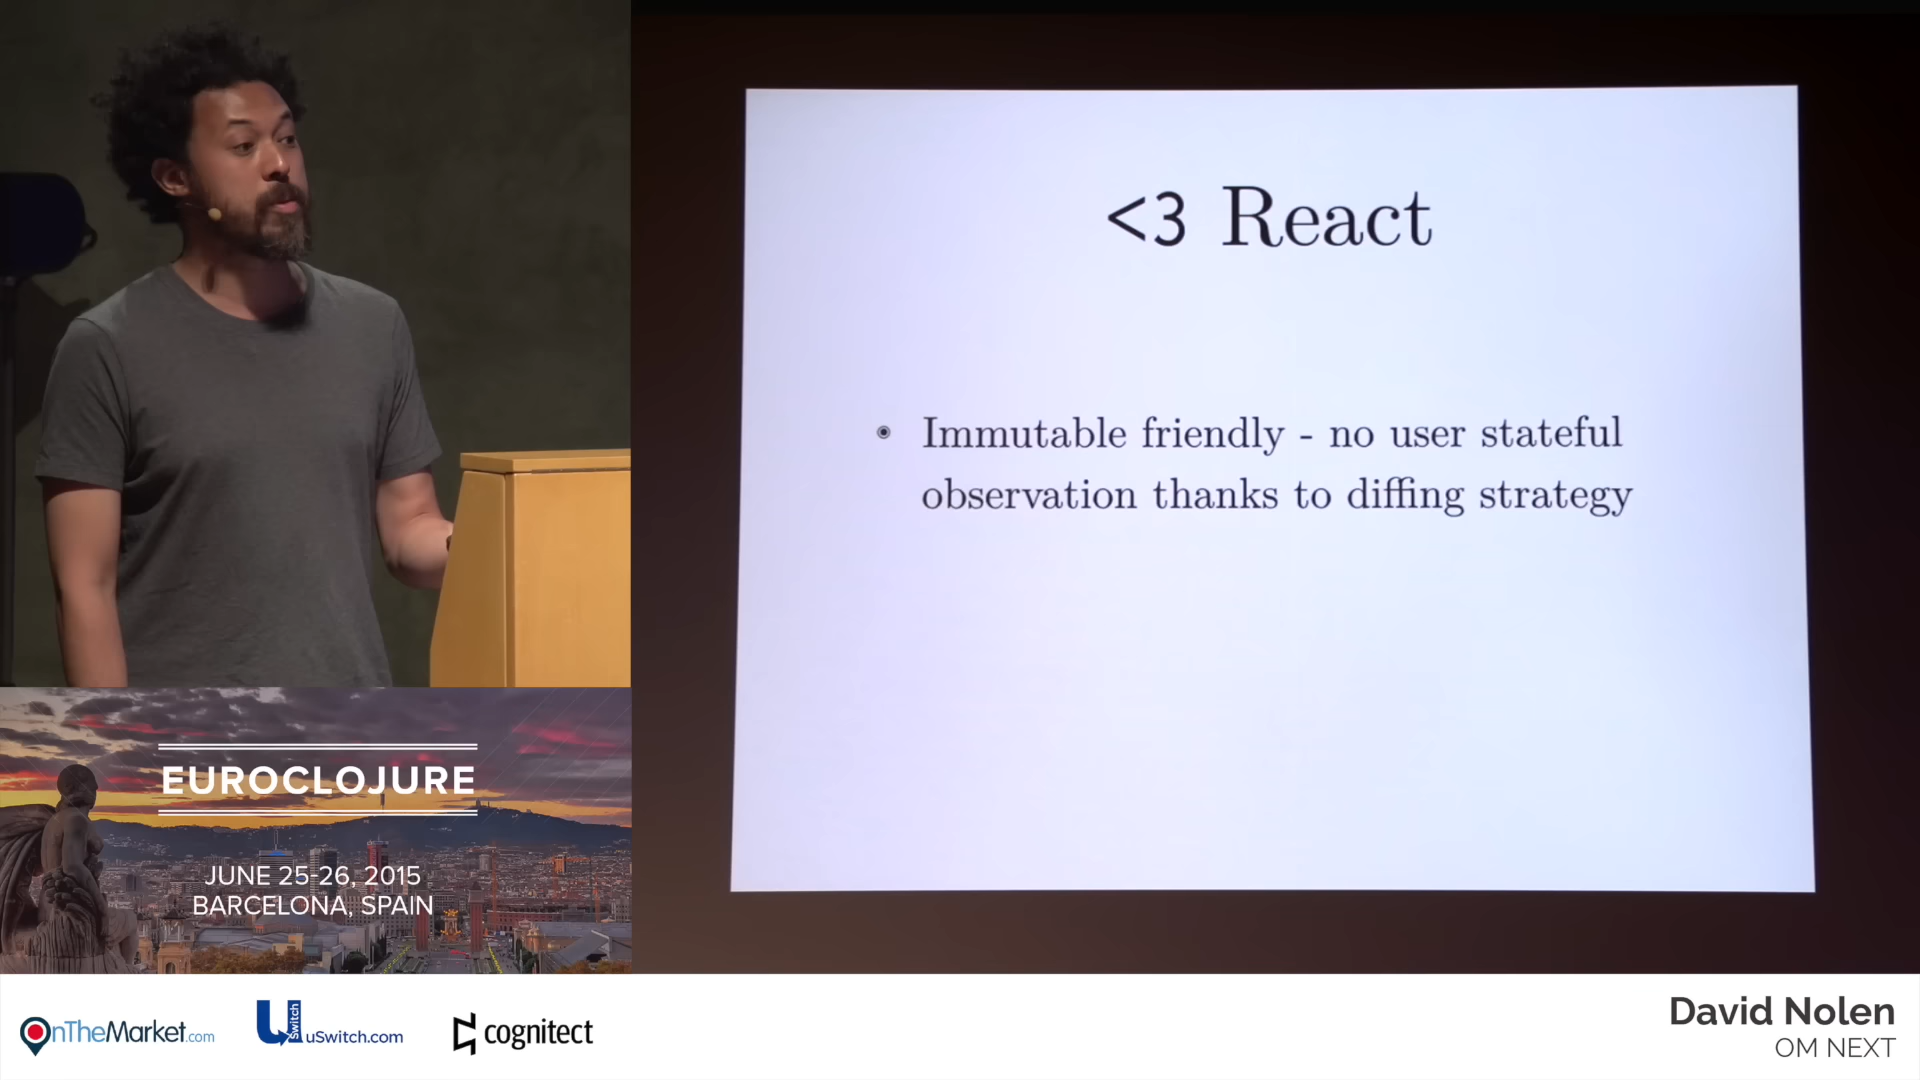 <3 React
Immutable friendly - no user stateful
observation thanks to diffing strategy
EUROCLOJURE
JUNE 25-26, 2015
BARCELONA, SPAIN
OnTheMarket.com
USwitch
uSwitch.com
cognitect
David Nolen
OM NEXT